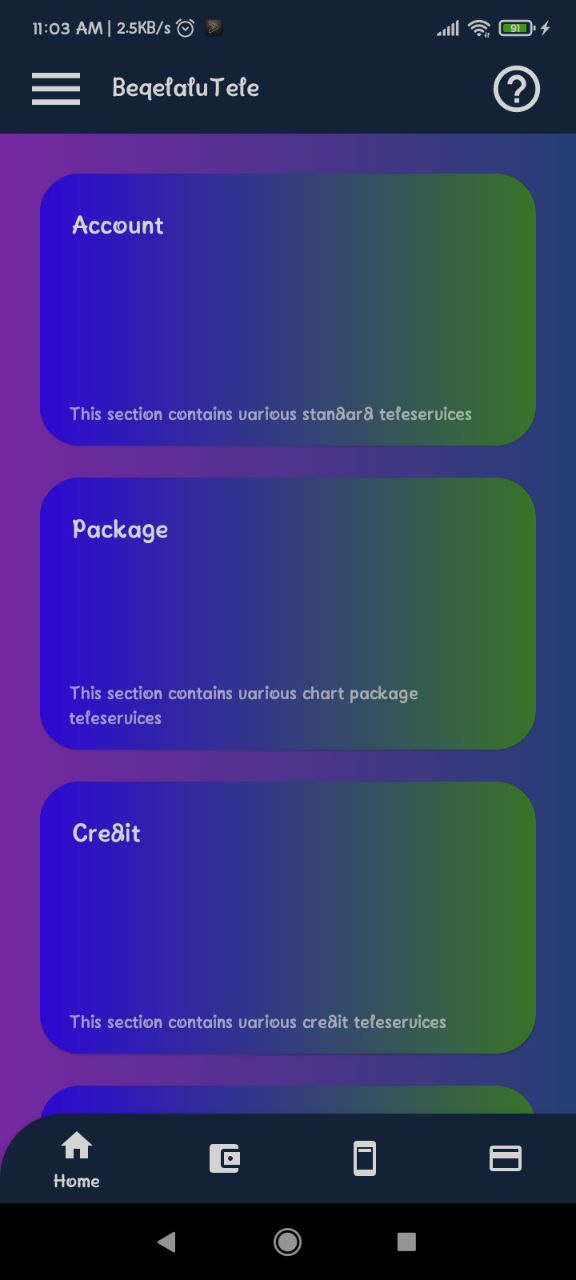 11:03 AM | 2.5KB/s
91
BeqelaluTele
Account
This section contains various standard teleservices
Package
This section contains various chart package
teleservices
Credit
This section contains various credit teleservices
Home